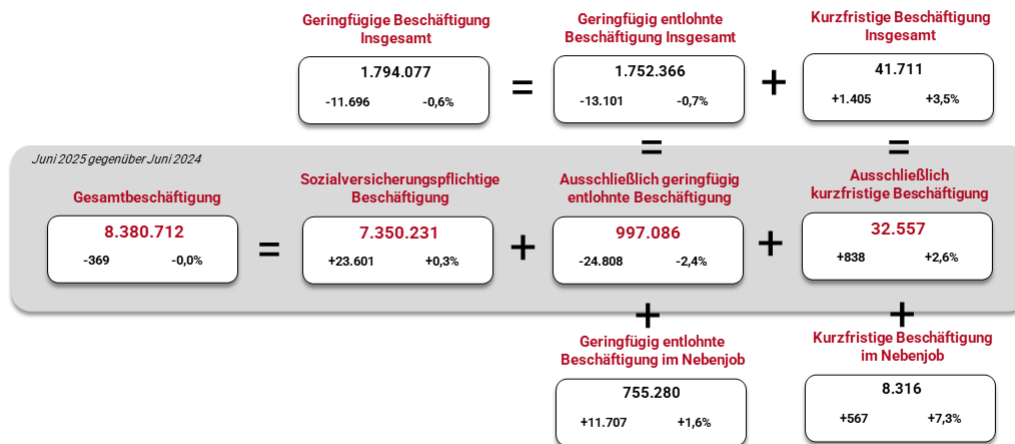 Geringfügige Beschäftigung
Insgesamt
1.794.077
-11.696 -0,6%
=
Geringfügig entlohnte
Beschäftigung Insgesamt
1.752.366
-13.101 -0,7%
+
Kurzfristige Beschäftigung
Insgesamt
41.711
+1.405 +3,5%
= =
Juni 2025 gegenüber Juni 2024
Gesamtbeschäftigung
8.380.712
-369 -0,0%
=
Sozialversicherungspflichtige
Beschäftigung
7.350.231
+23.601 +0,3%
+
Ausschließlich geringfügig
entlohnte Beschäftigung
997.086
-24.808 -2,4%
+
Ausschließlich
kurzfristige Beschäftigung
32.557
+838 +2,6%
+ +
Geringfügig entlohnte
Beschäftigung im Nebenjob
755.280
+11.707 +1,6%
Kurzfristige Beschäftigung
im Nebenjob
8.316
+567 +7,3%